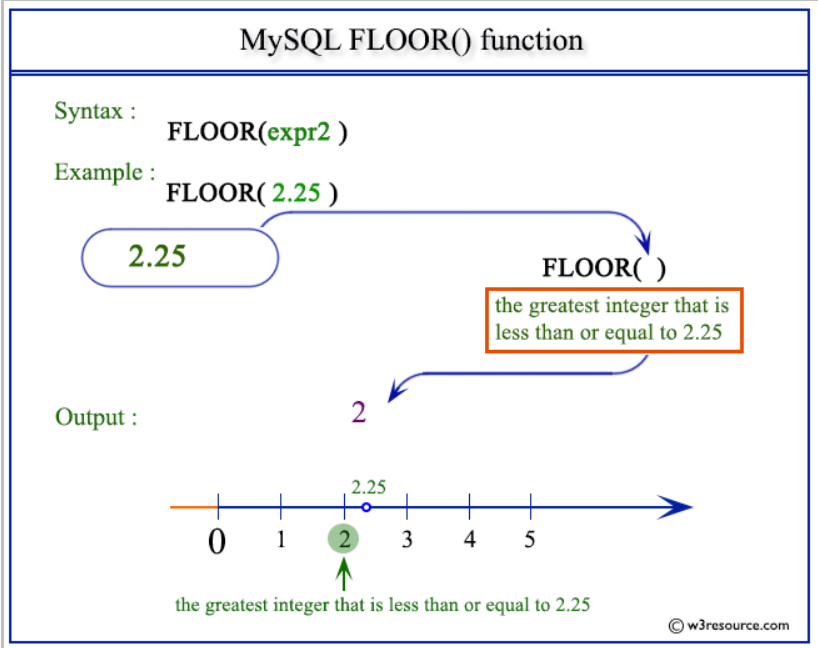 MySQL FLOOR() function
Syntax :
FLOOR(expr2 )
Example :
FLOOR( 2.25 )
2.25
FLOOR( )
the greatest integer that is
less than or equal to 2.25
Output :
2
2.25
0 1 2 3 4 5
the greatest integer that is less than or equal to 2.25
© w3resource.com